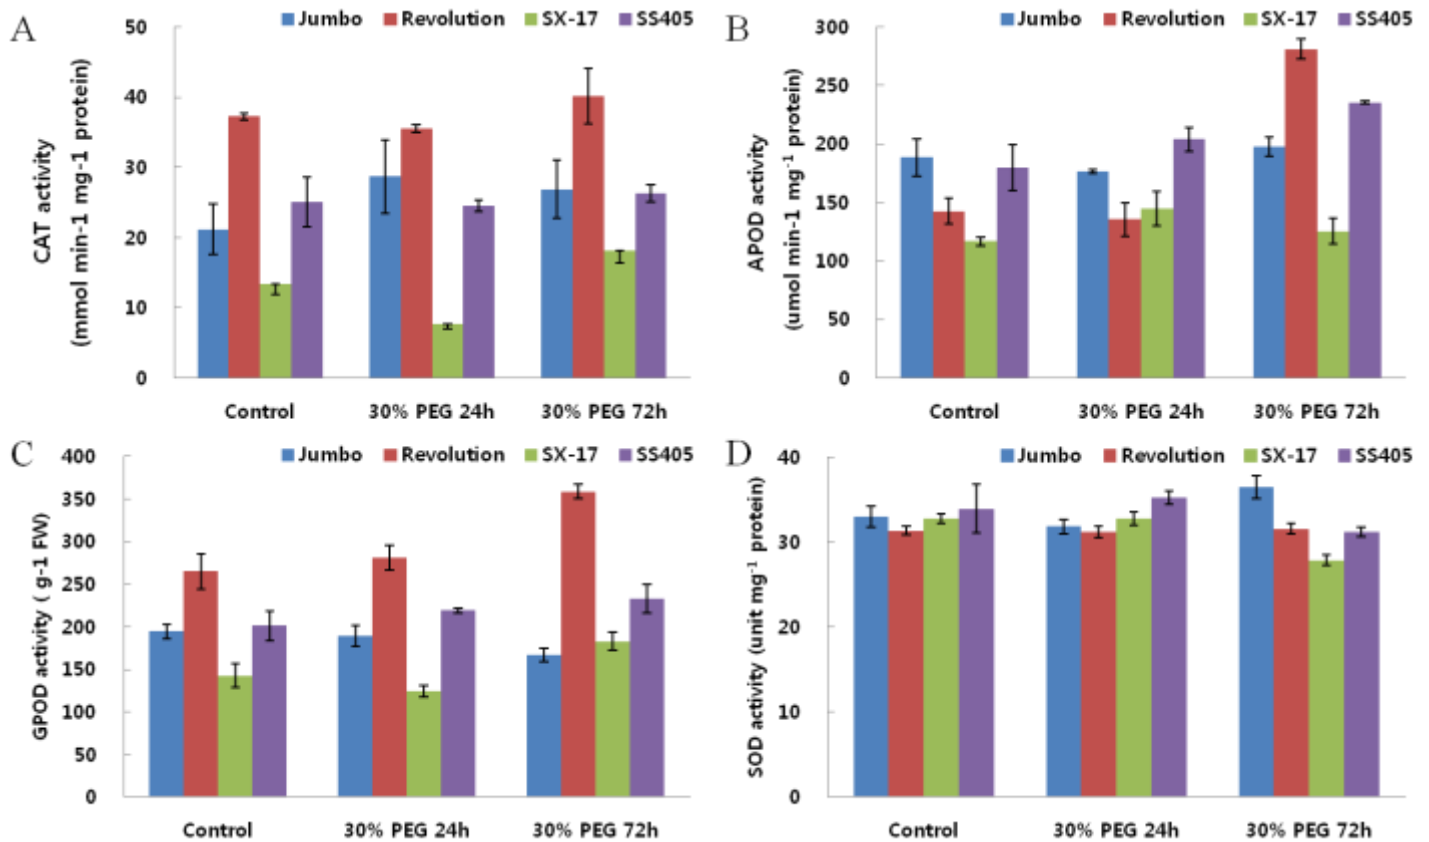 A
Jumbo Revolution SX-17 SS405
CAT activity
(mmol min-1 mg-1 protein)
50
40
30
20
10
0
Control 30% PEG 24h 30% PEG 72h
B
Jumbo Revolution SX-17 SS405
APOD activity
(umol min-1 mg-1 protein)
300
250
200
150
100
50
0
Control 30% PEG 24h 30% PEG 72h
C
Jumbo Revolution SX-17 SS405
GPOD activity ( g-1 FW)
400
350
300
250
200
150
100
50
0
Control 30% PEG 24h 30% PEG 72h
D
Jumbo Revolution SX-17 SS405
SOD activity (unit mg-1 protein)
40
30
20
10
0
Control 30% PEG 24h 30% PEG 72h